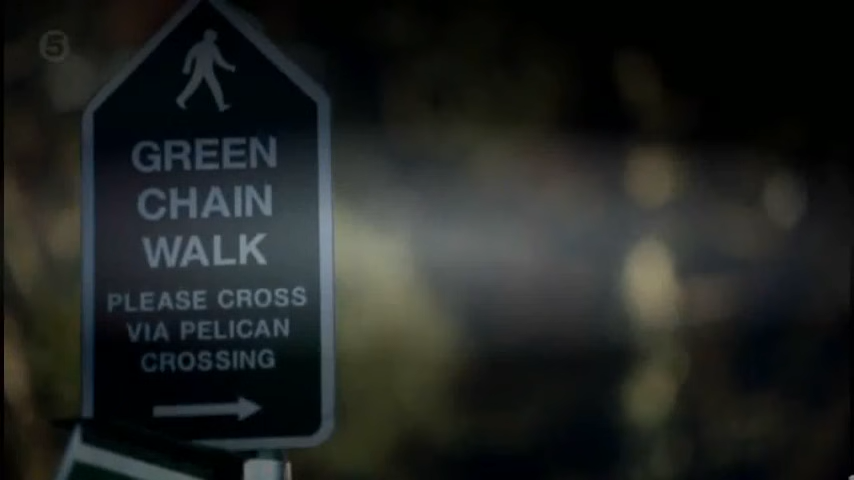 5
GREEN
CHAIN
WALK
PLEASE CROSS
VIA PELICAN
CROSSING